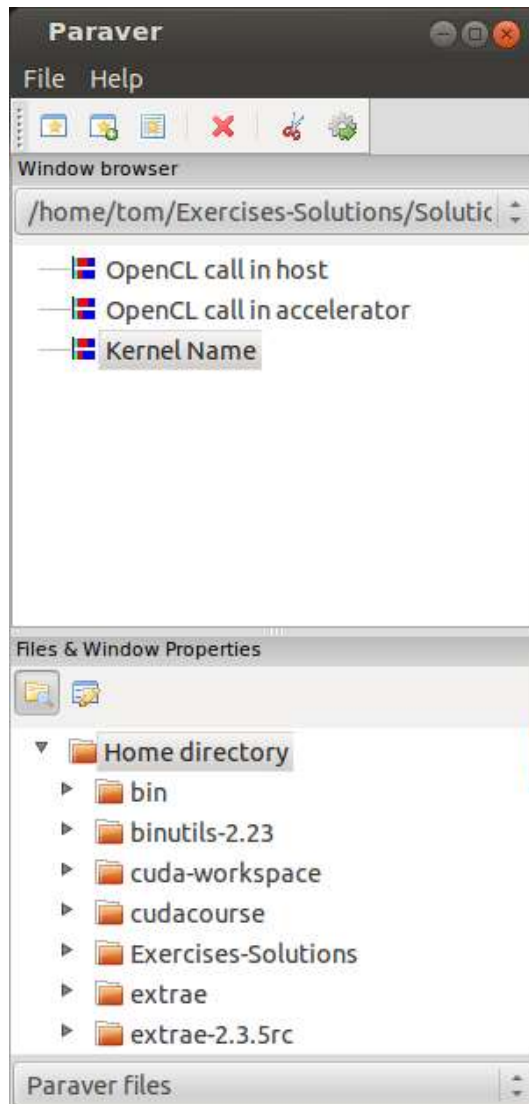 Paraver
File Help
Window browser
/home/tom/Exercises-Solutions/Solutic
OpenCL call in host
OpenCL call in accelerator
Kernel Name
Files & Window Properties
Home directory
bin
binutils-2.23
cuda-workspace
cudacourse
Exercises-Solutions
extrae
extrae-2.3.5rc
Paraver files